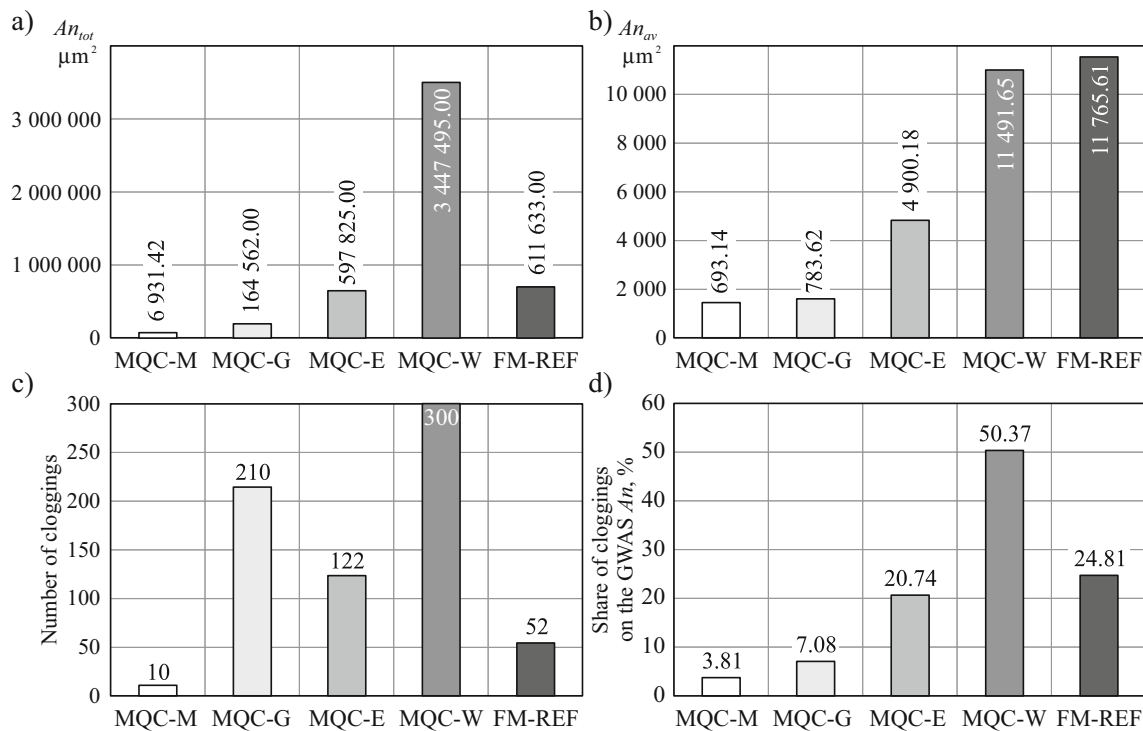 a)
An_tot
μm²
3 000 000
2 000 000
1 000 000
0
6 931.42
164 562.00
597 825.00
3 447 495.00
611 633.00
MQC-M MQC-G MQC-E MQC-W FM-REF
b)
An_av
μm²
10 000
8 000
6 000
4 000
2 000
0
693.14
783.62
4 900.18
11 491.65
11 765.61
MQC-M MQC-G MQC-E MQC-W FM-REF
c)
Number of cloggings
300
250
200
150
100
50
0
10
210
122
300
52
MQC-M MQC-G MQC-E MQC-W FM-REF
d)
Share of cloggings
on the GWAS An, %
60
50
40
30
20
10
0
3.81
7.08
20.74
50.37
24.81
MQC-M MQC-G MQC-E MQC-W FM-REF